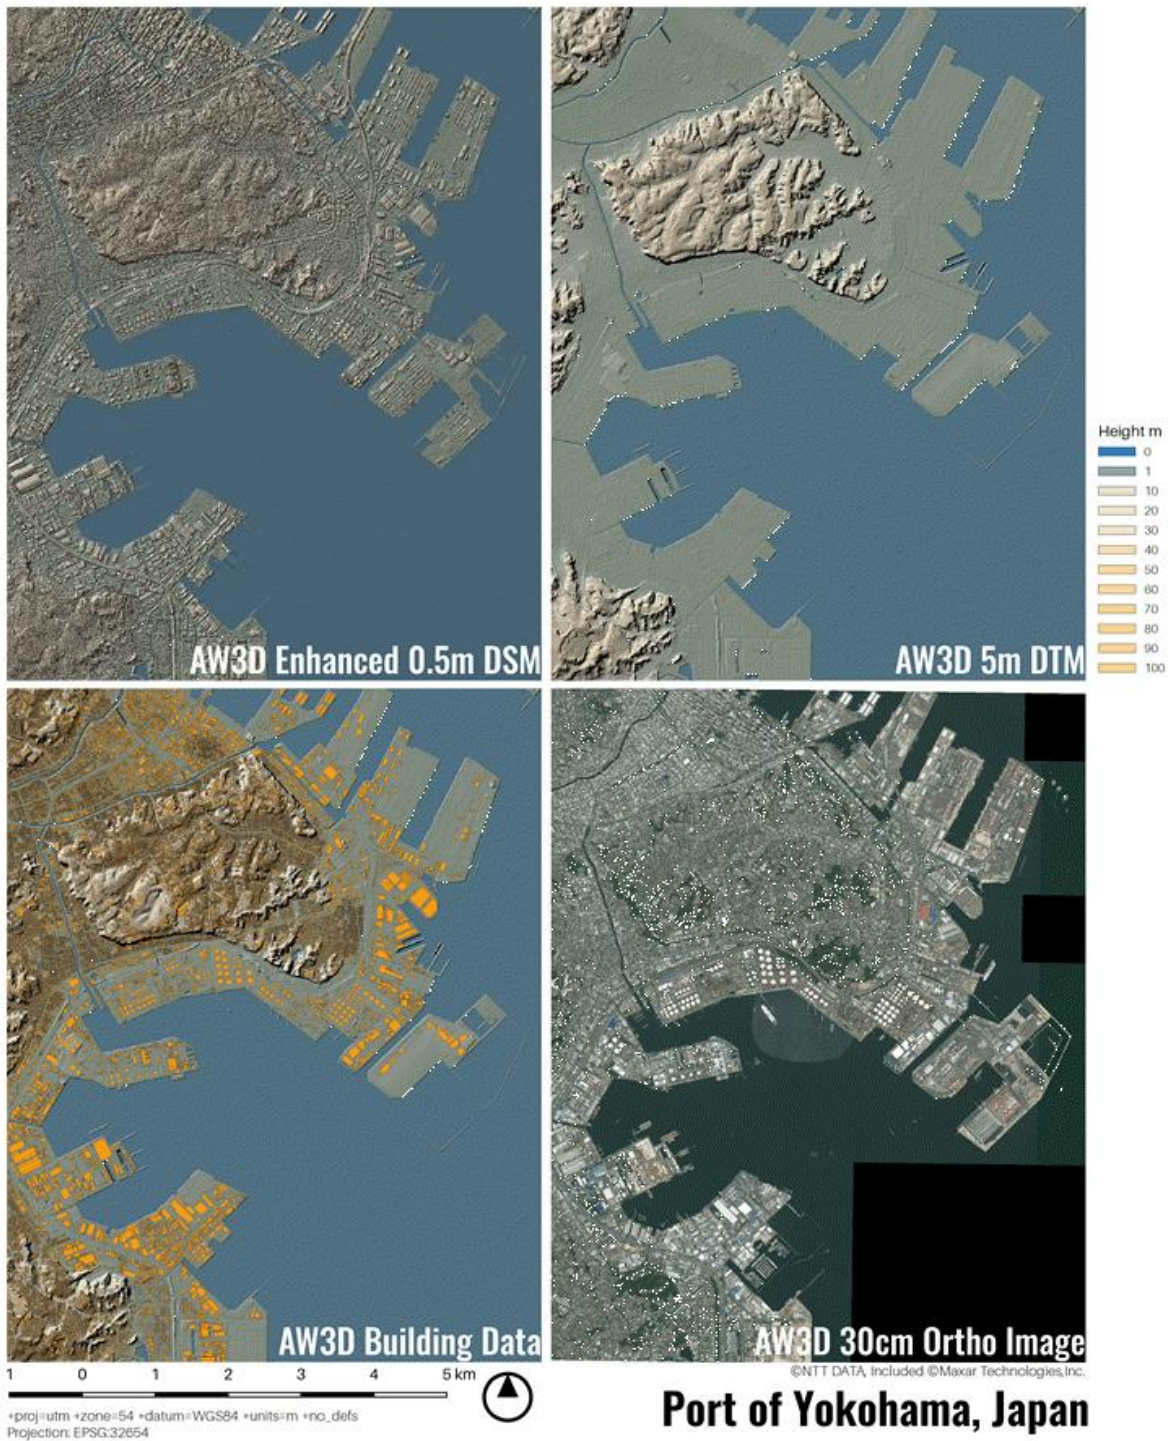 AW3D Enhanced 0.5m DSM
AW3D 5m DTM
Height m
0
1
10
20
30
40
50
60
70
80
90
100
AW3D Building Data
AW3D 30cm Ortho Image
1 0 1 2 3 4 5 km
©NTT DATA, Included ©Maxar Technologies,Inc.
+proj=utm +zone=54 +datum=WGS84 +units=m +no_defs
Projection: EPSG:32654
Port of Yokohama, Japan